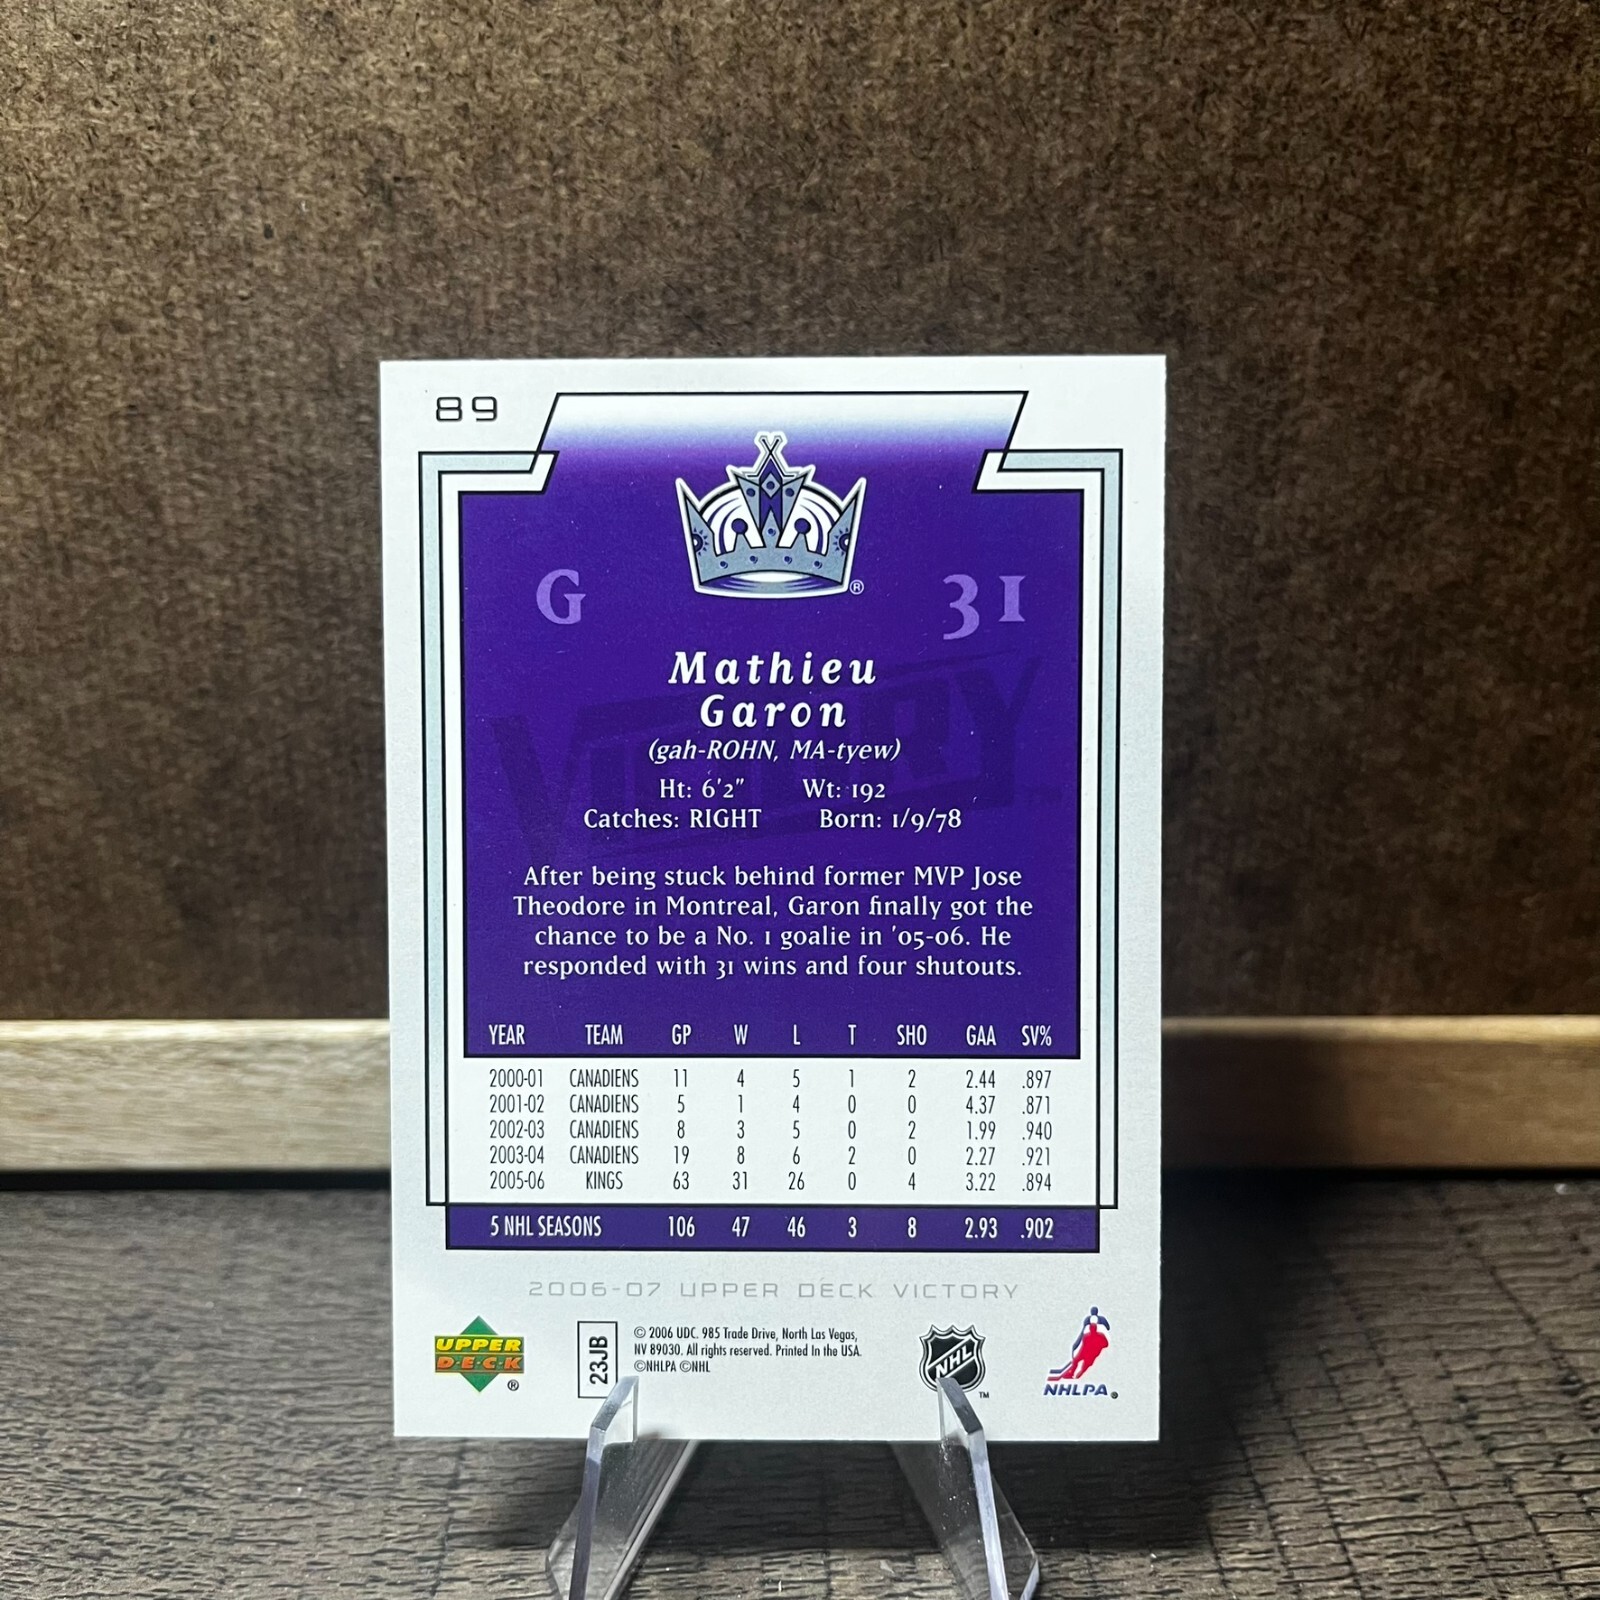 89
G 31
Mathieu
Garon
(gah-ROHN, MA-tyew)
Ht: 6'2" Wt: 192
Catches: RIGHT Born: 1/9/78
VICTORY
After being stuck behind former MVP Jose
Theodore in Montreal, Garon finally got the
chance to be a No. 1 goalie in '05-06. He
responded with 31 wins and four shutouts.
YEAR TEAM GP W L T SHO GAA SV%
2000-01 CANADIENS 11 4 5 1 2 2.44 .897
2001-02 CANADIENS 5 1 4 0 0 4.37 .871
2002-03 CANADIENS 8 3 5 0 2 1.99 .940
2003-04 CANADIENS 19 8 6 2 0 2.27 .921
2005-06 KINGS 63 31 26 0 4 3.22 .894
5 NHL SEASONS 106 47 46 3 8 2.93 .902
2006-07 UPPER DECK VICTORY
UPPER
D·E·C·K
®
23JB
© 2006 UDC. 985 Trade Drive, North Las Vegas,
NV 89030. All rights reserved. Printed In the USA.
©NHLPA ©NHL
NHL
™
NHLPA®